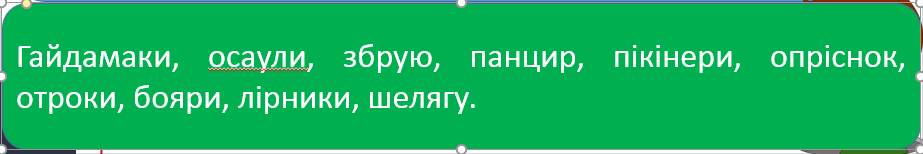 Гайдамаки, осаули, збрую, панцир, пікінери, опріснок,
отроки, бояри, лірники, шелягу.